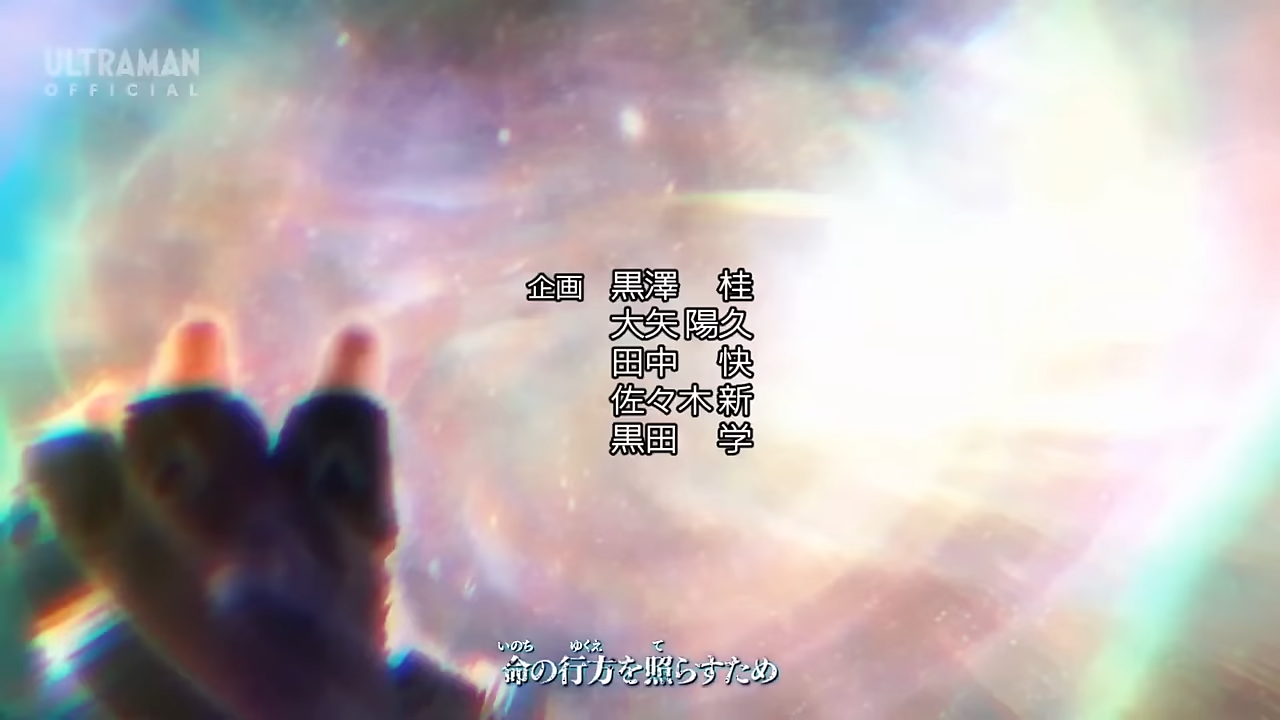 ULTRAMAN
OFFICIAL
企画 黒澤 桂
大矢陽久
田中 快
佐々木新
黒田 学
いのち ゆくえ て
命の行方を照らすため